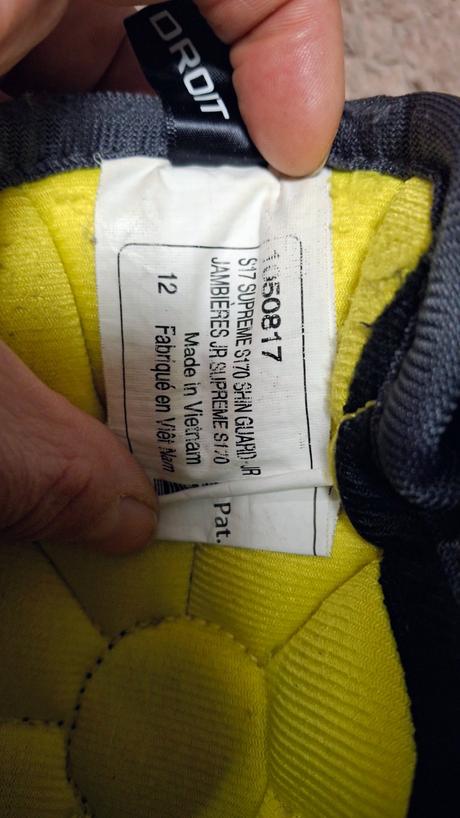 DROIT
1050817
S17 SUPREME S170 SHIN GUARD JR
JAMBIÈRES JR SUPREME S170
Made in Vietnam
12 Fabriqué en Viêt Nam
Pat.